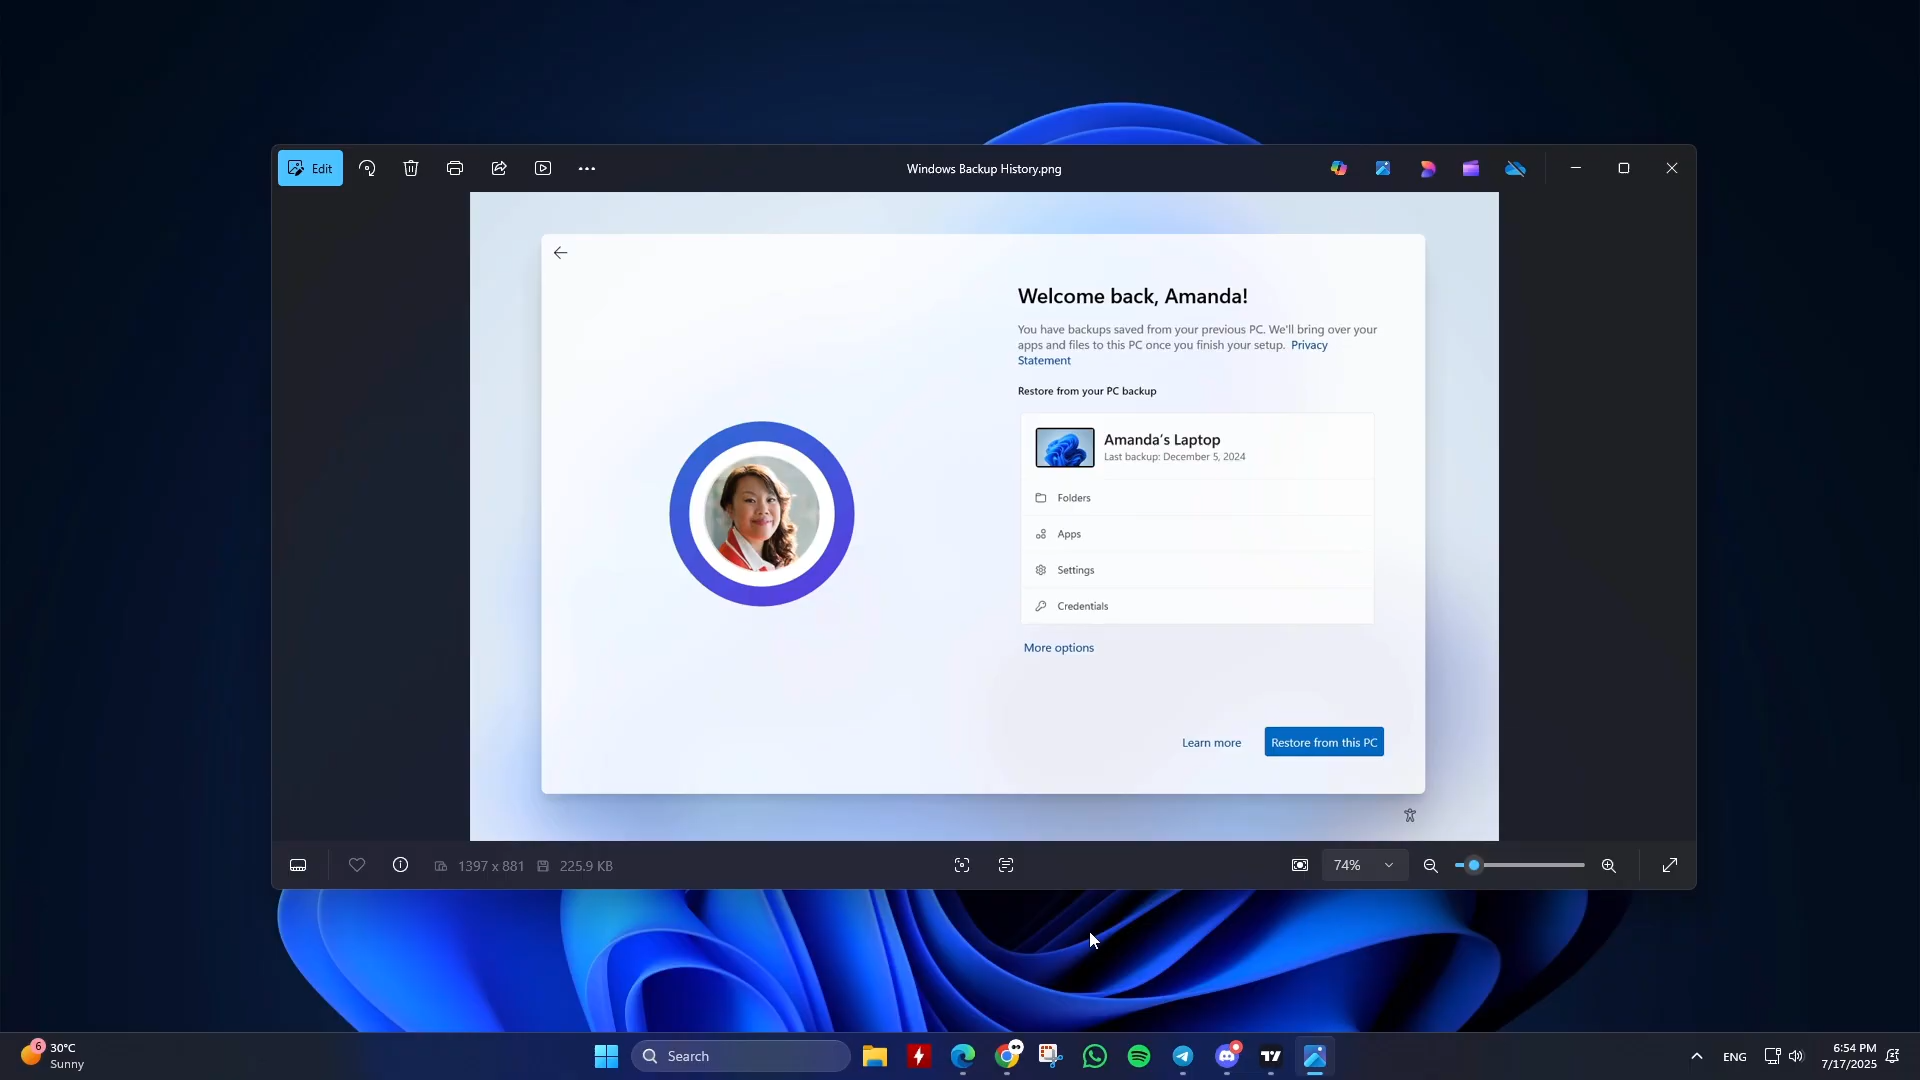 Edit
Windows Backup History.png
Welcome back, Amanda!
You have backups saved from your previous PC. We'll bring over your
apps and files to this PC once you finish your setup. Privacy
Statement
Restore from your PC backup
Amanda's Laptop
Last backup: December 5, 2024
Folders
Apps
Settings
Credentials
More options
Learn more
Restore from this PC
1397 x 881
225.9 KB
74%
6
30°C
Sunny
Search
ENG
6:54 PM
7/17/2025